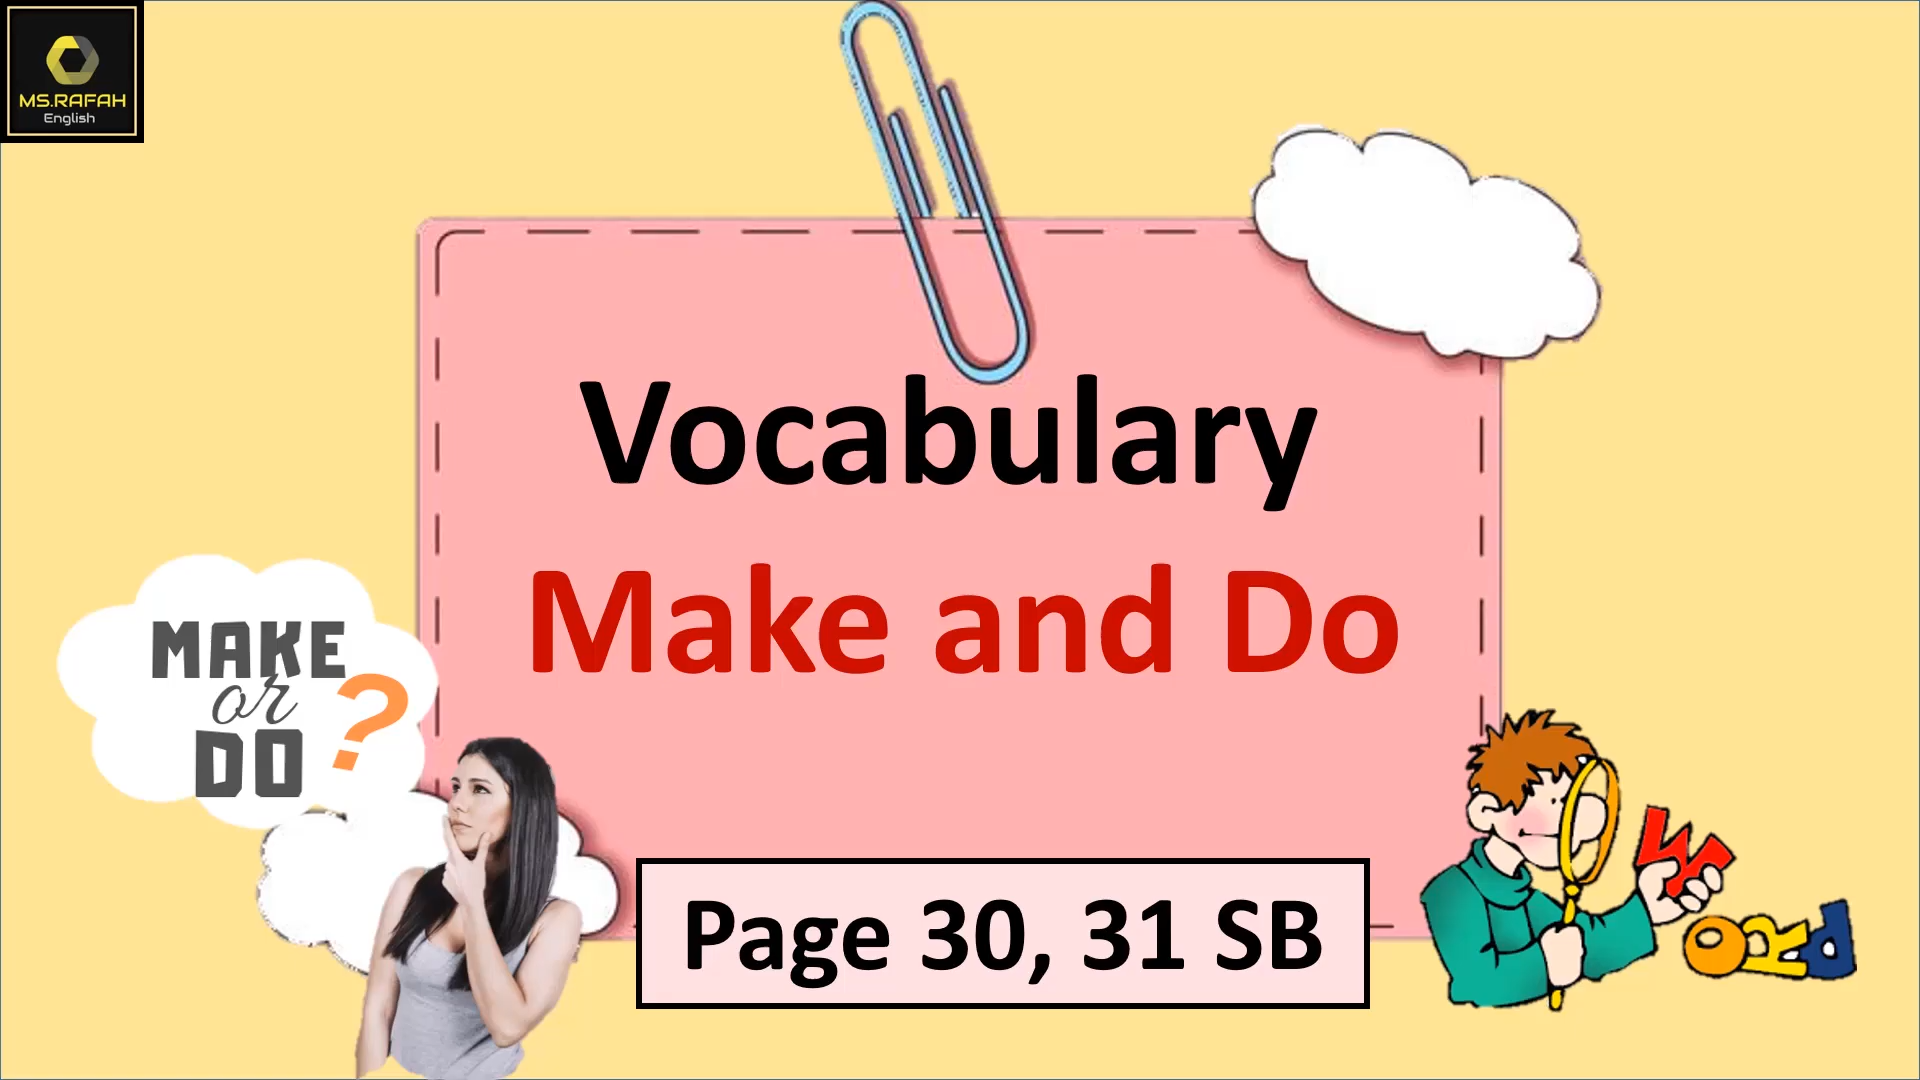 MS.RAFAH
English
Vocabulary
Make and Do
MAKE
or
DO ?
Page 30, 31 SB
WORD